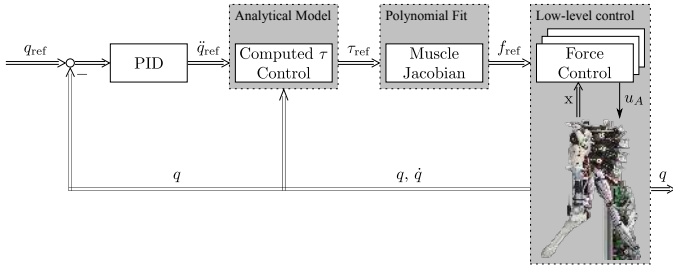 Analytical Model
Polynomial Fit
Low-level control
q_ref
PID
q̈_ref
Computed τ
Control
τ_ref
Muscle
Jacobian
f_ref
Force
Control
−
x
u_A
q
q, q̇
q